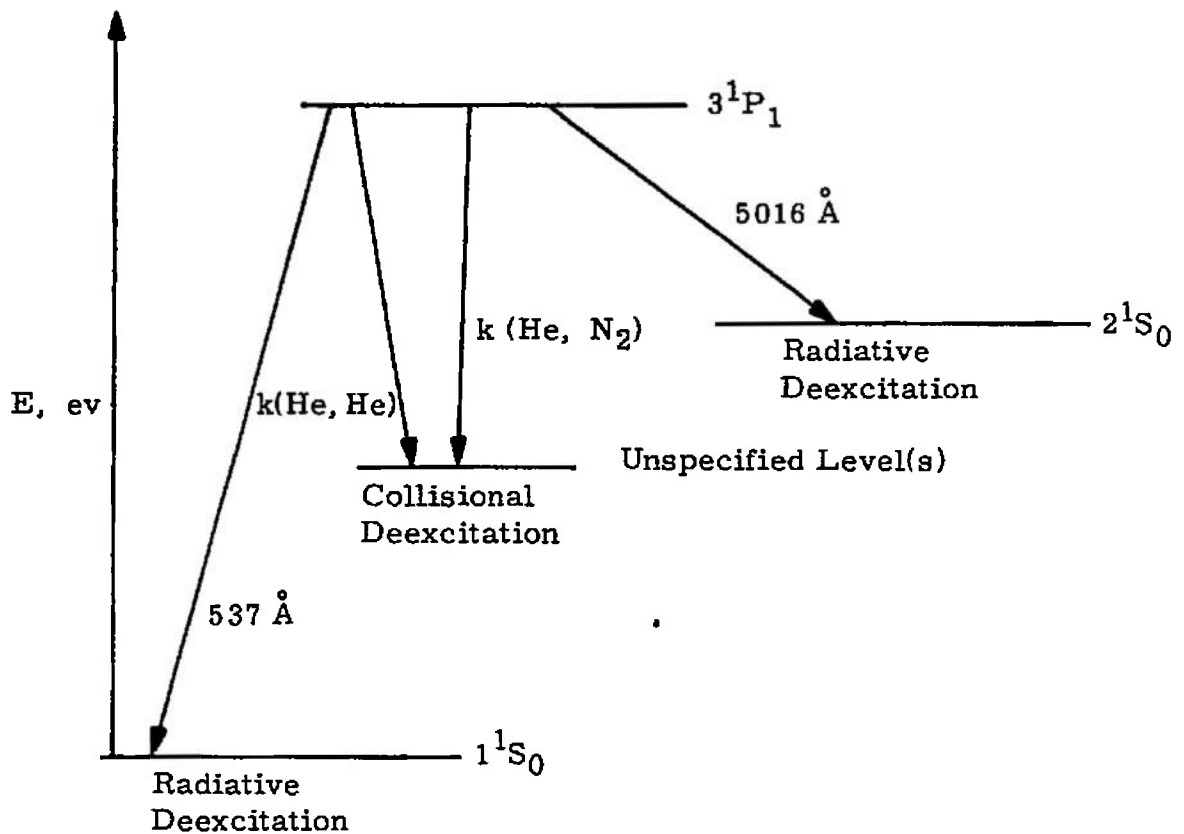 3¹P₁
5016 Å
k (He, N₂)
2¹S₀
Radiative
Deexcitation
E, ev
k(He, He)
Unspecified Level(s)
Collisional
Deexcitation
537 Å
1¹S₀
Radiative
Deexcitation